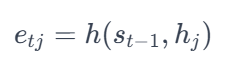 e_{tj} = h(s_{t-1}, h_j)